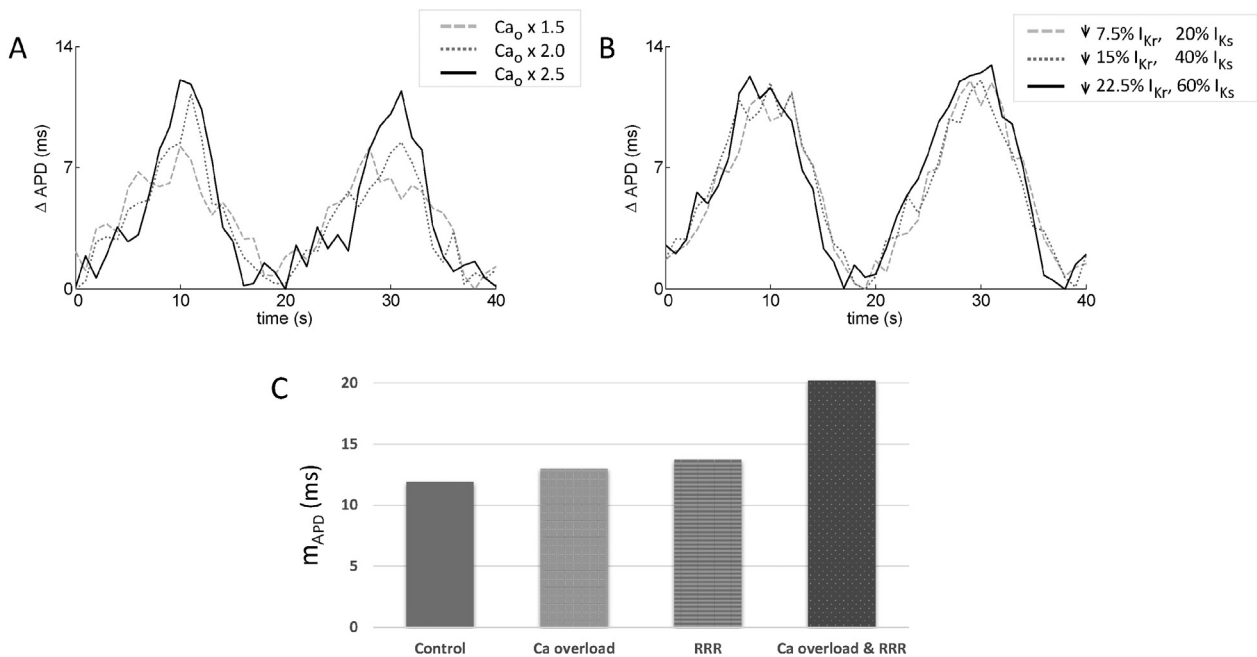 A
Ca_o x 1.5
Ca_o x 2.0
Ca_o x 2.5
14
7
0
Δ APD (ms)
0 10 20 30 40
time (s)
B
↓ 7.5% I_Kr, 20% I_Ks
↓ 15% I_Kr, 40% I_Ks
↓ 22.5% I_Kr, 60% I_Ks
14
7
0
Δ APD (ms)
0 10 20 30 40
time (s)
C
20
15
10
5
0
m_APD (ms)
Control Ca overload RRR Ca overload & RRR